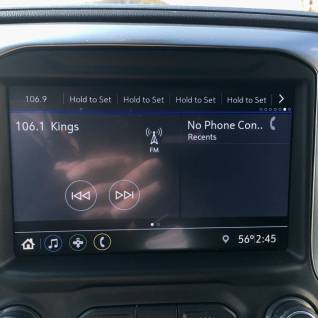 106.9 Hold to Set Hold to Set Hold to Set Hold to Set
106.1 Kings
FM
No Phone Con..
Recents
56° 2:45